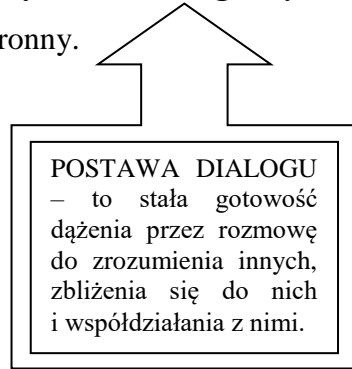 ronny.
POSTAWA DIALOGU
– to stała gotowość
dążenia przez rozmowę
do zrozumienia innych,
zbliżenia się do nich
i współdziałania z nimi.